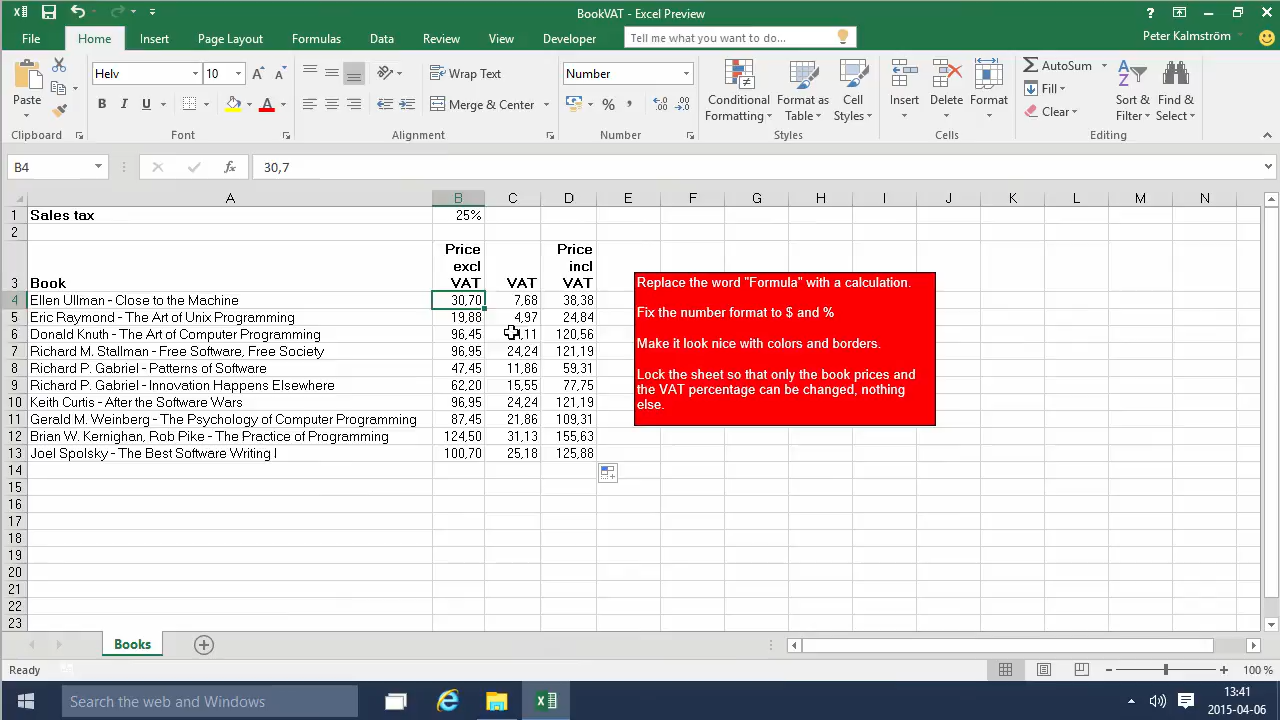 BookVAT - Excel Preview
File Home Insert Page Layout Formulas Data Review View Developer Tell me what you want to do... Peter Kalmström
Paste
Clipboard
Helv 10
B I U
Font
Wrap Text
Merge & Center
Alignment
Number
%
Number
Conditional Formatting
Format as Table
Cell Styles
Styles
Insert Delete Format
Cells
AutoSum
Fill
Clear
Sort & Filter
Find & Select
Editing
B4 fx 30,7
A B C D E F G H I J K L M N
1 Sales tax 25%
2
3 Book Price excl VAT VAT Price incl VAT
4 Ellen Ullman - Close to the Machine 30,70 7,68 38,38
5 Eric Raymond - The Art of Unix Programming 19,88 4,97 24,84
6 Donald Knuth - The Art of Computer Programming 96,45 ,11 120,56
7 Richard M. Stallman - Free Software, Free Society 96,95 24,24 121,19
8 Richard P. Gabriel - Patterns of Software 47,45 11,86 59,31
9 Richard P. Gabriel - Innovation Happens Elsewhere 62,20 15,55 77,75
10 Keith Curtis - After the Software Wars 96,95 24,24 121,19
11 Gerald M. Weinberg - The Psychology of Computer Programming 87,45 21,86 109,31
12 Brian W. Kernighan, Rob Pike - The Practice of Programming 124,50 31,13 155,63
13 Joel Spolsky - The Best Software Writing I 100,70 25,18 125,88
14
15
16
17
18
19
20
21
22
23
Replace the word "Formula" with a calculation.
Fix the number format to $ and %
Make it look nice with colors and borders.
Lock the sheet so that only the book prices and
the VAT percentage can be changed, nothing
else.
Books
Ready 100 %
Search the web and Windows
13:41
2015-04-06